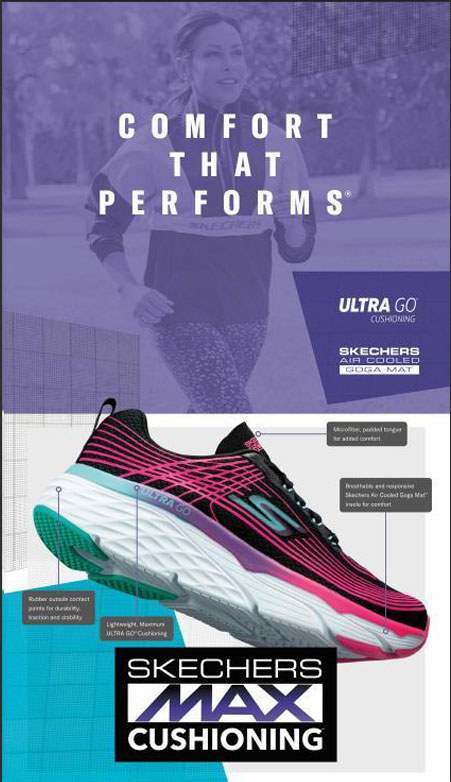 COMFORT
THAT
PERFORMS®
SKECHERS
ULTRA GO®
CUSHIONING
SKECHERS
AIR COOLED
GOGA MAT
Microfiber, padded tongue
for added comfort
Breathable and responsive
Skechers Air Cooled Goga Mat™
insole for comfort
ULTRA GO
Rubber outsole contact
points for durability,
traction and stability
Lightweight, Maximum
ULTRA GO™ Cushioning
SKECHERS
MAX
CUSHIONING